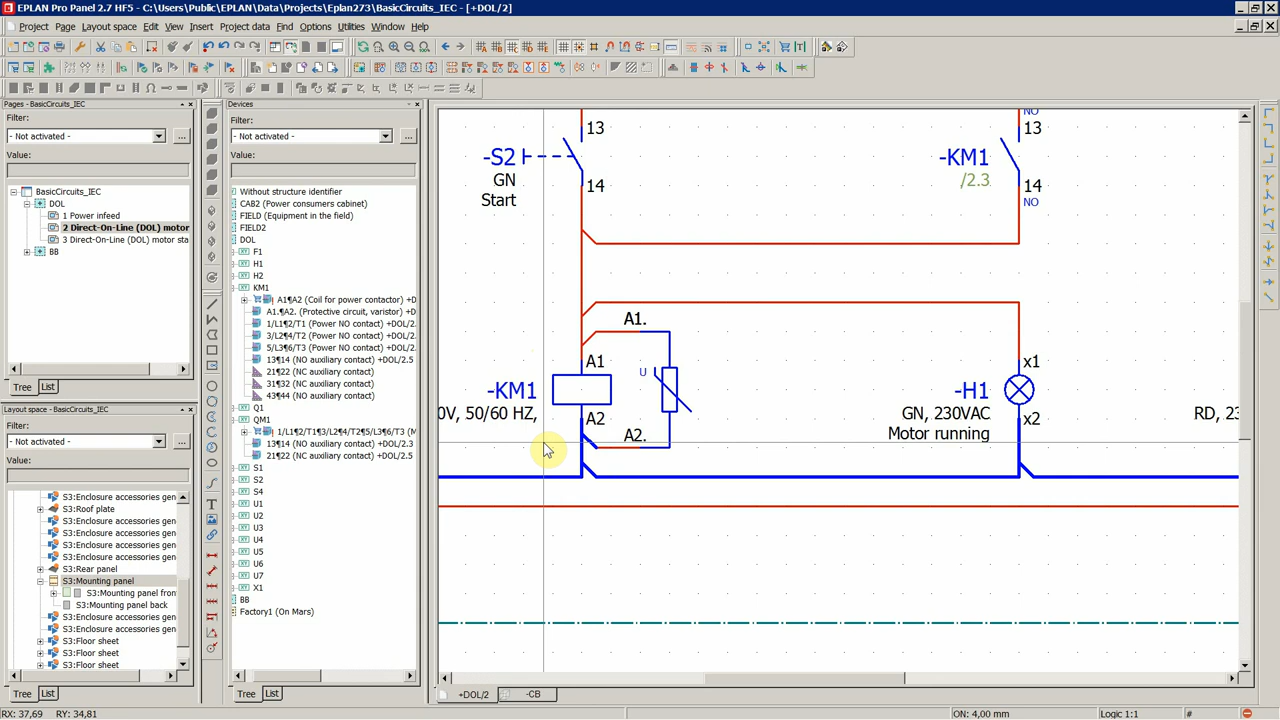 EPLAN Pro Panel 2.7 HF5 - C:\Users\Public\EPLAN\Data\Projects\Eplan273\BasicCircuits_IEC - [+DOL/2]
Project Page Layout space Edit View Insert Project data Find Options Utilities Window Help
Pages - BasicCircuits_IEC
Filter:
- Not activated -
...
Value:
BasicCircuits_IEC
DOL
1 Power infeed
2 Direct-On-Line (DOL) motor
3 Direct-On-Line (DOL) motor sta
BB
Tree List
Layout space - BasicCircuits_IEC
Filter:
- Not activated -
...
Value:
S3:Enclosure accessories gen
S3:Roof plate
S3:Enclosure accessories gen
S3:Enclosure accessories gen
S3:Enclosure accessories gen
S3:Enclosure accessories gen
S3:Rear panel
S3:Mounting panel
S3:Mounting panel fron
S3:Mounting panel back
S3:Enclosure accessories gen
S3:Enclosure accessories gen
S3:Floor sheet
S3:Floor sheet
S3:Floor sheet
Tree List
Devices
Filter:
- Not activated -
...
Value:
Without structure identifier
CAB2 (Power consumers cabinet)
FIELD (Equipment in the field)
FIELD2
DOL
F1
H1
H2
KM1
A1¶A2 (Coil for power contactor) +D
A1.¶A2. (Protective circuit, varistor) +D
1/L1¶2/T1 (Power NO contact) +DOL/2
3/L2¶4/T2 (Power NO contact) +DOL/2
5/L3¶6/T3 (Power NO contact) +DOL/2
13¶14 (NO auxiliary contact) +DOL/2.5
21¶22 (NC auxiliary contact)
31¶32 (NC auxiliary contact)
43¶44 (NO auxiliary contact)
Q1
QM1
1/L1¶2/T1¶3/L2¶4/T2¶5/L3¶6/T3 (M
13¶14 (NO auxiliary contact) +DOL/2.3
21¶22 (NC auxiliary contact) +DOL/2.5
S1
S2
S4
U1
U2
U3
U4
U5
U6
U7
X1
BB
Factory1 (On Mars)
Tree List
13
-S2
GN
Start
14
NO
13
-KM1
/2.3
14
NO
A1.
A1
U
-KM1
0V, 50/60 HZ,
A2
A2.
x1
-H1
GN, 230VAC
x2
Motor running
RD, 23
+DOL/2 -CB
RX: 37,69 RY: 34,81 ON: 4,00 mm Logic 1:1 #